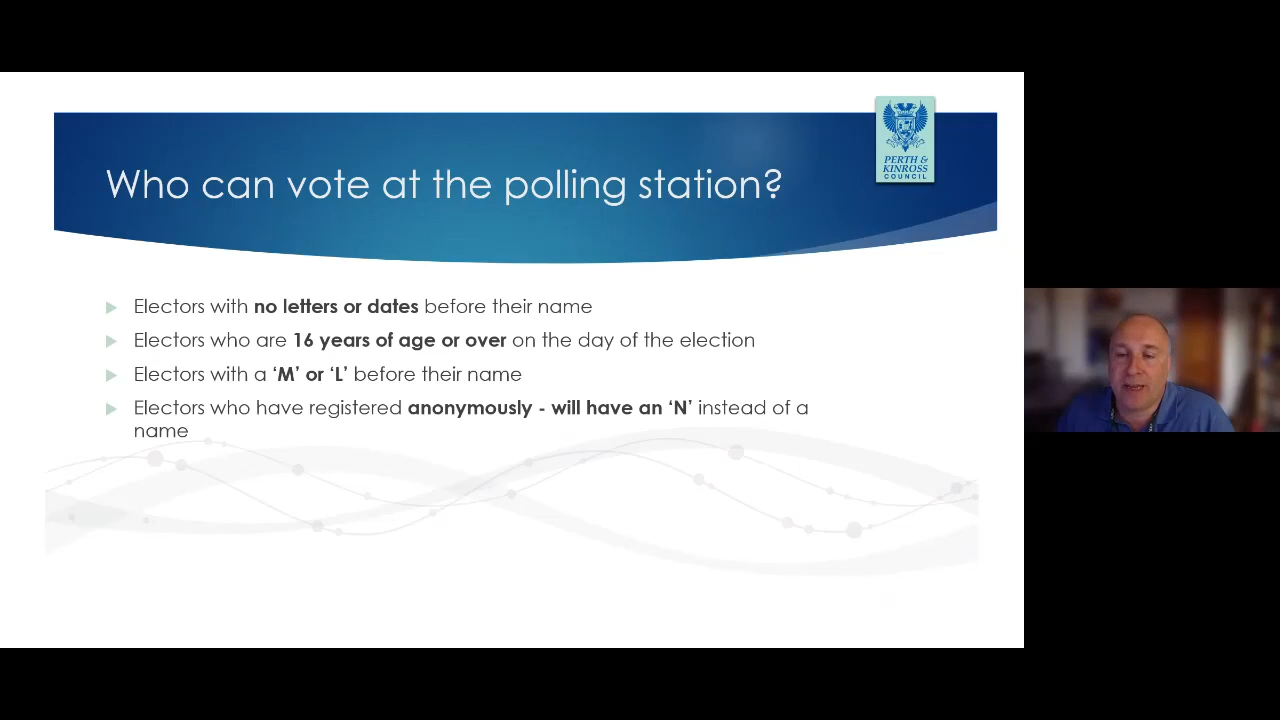 PERTH &
KINROSS
COUNCIL
Who can vote at the polling station?
Electors with no letters or dates before their name
Electors who are 16 years of age or over on the day of the election
Electors with a ‘M’ or ‘L’ before their name
Electors who have registered anonymously - will have an ‘N’ instead of a
name